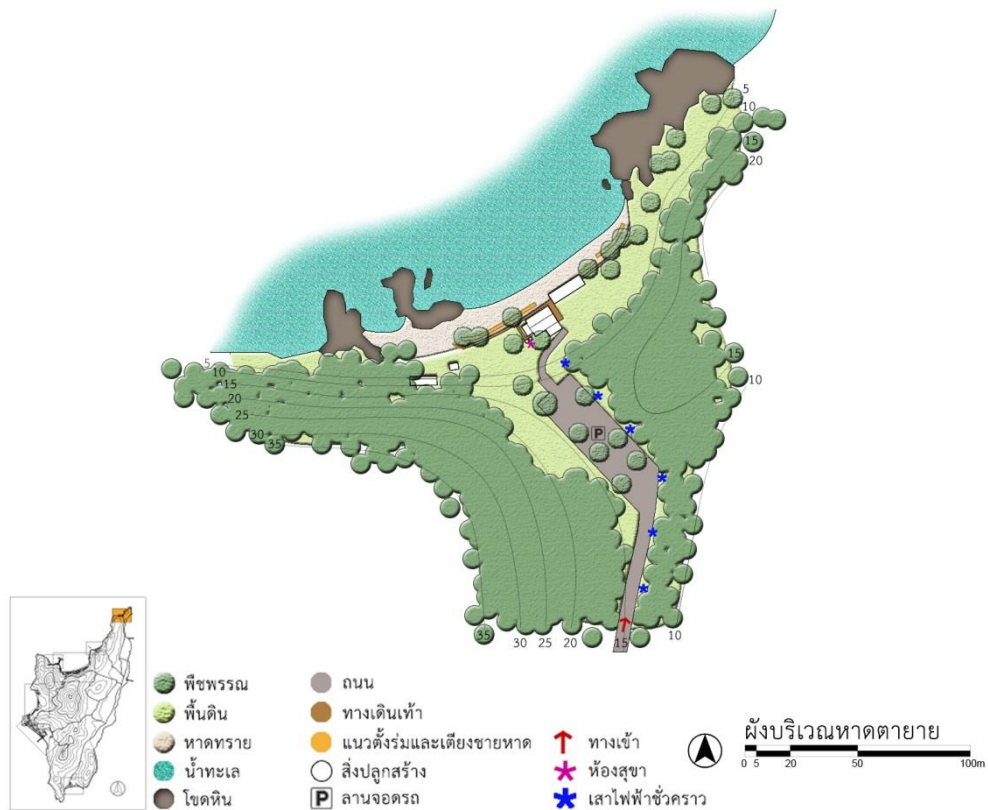 5
10
15
20
5
10
15
20
25
30
35
15
10
P
35
30
25
20
15
10
พืชพรรณ
พื้นดิน
หาดทราย
น้ำทะเล
โขดหิน
ถนน
ทางเดินเท้า
แนวตั้งร่มและเตียงชายหาด
สิ่งปลูกสร้าง
P ลานจอดรถ
ทางเข้า
ห้องสุขา
เสาไฟฟ้าชั่วคราว
ผังบริเวณหาดตายาย
0 5 20 50 100m